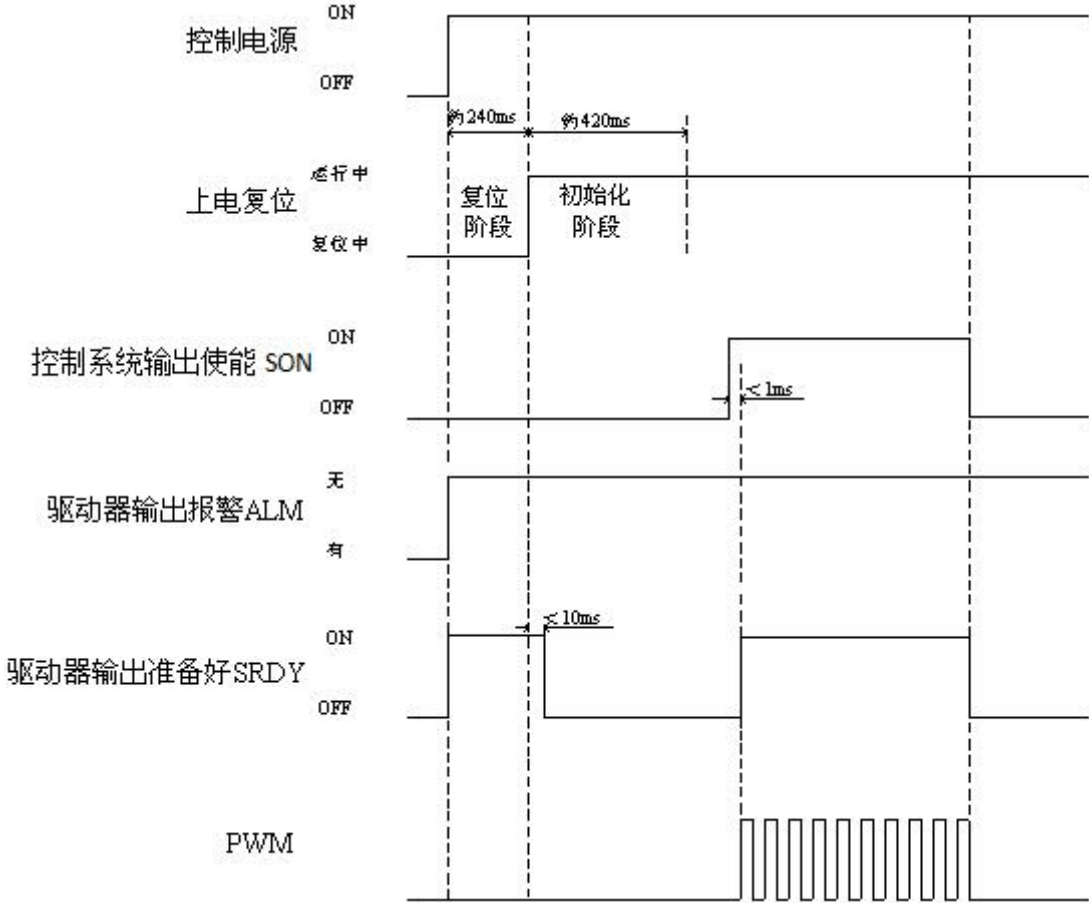 ON
控制电源
OFF
约240ms
约420ms
运行中
上电复位
复位
阶段
初始化
阶段
复位中
ON
控制系统输出使能 SON
<1ms
OFF
无
驱动器输出报警ALM
有
<10ms
ON
驱动器输出准备好SRDY
OFF
PWM